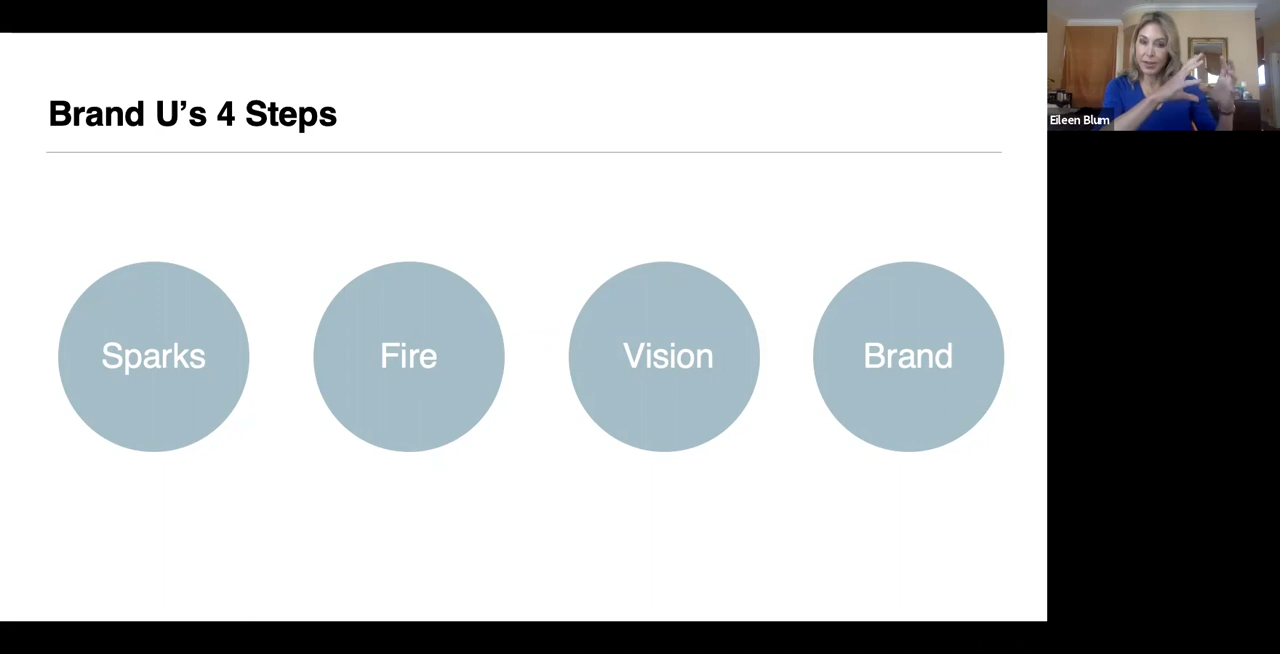 Brand U’s 4 Steps
Sparks
Fire
Vision
Brand
Eileen Blum